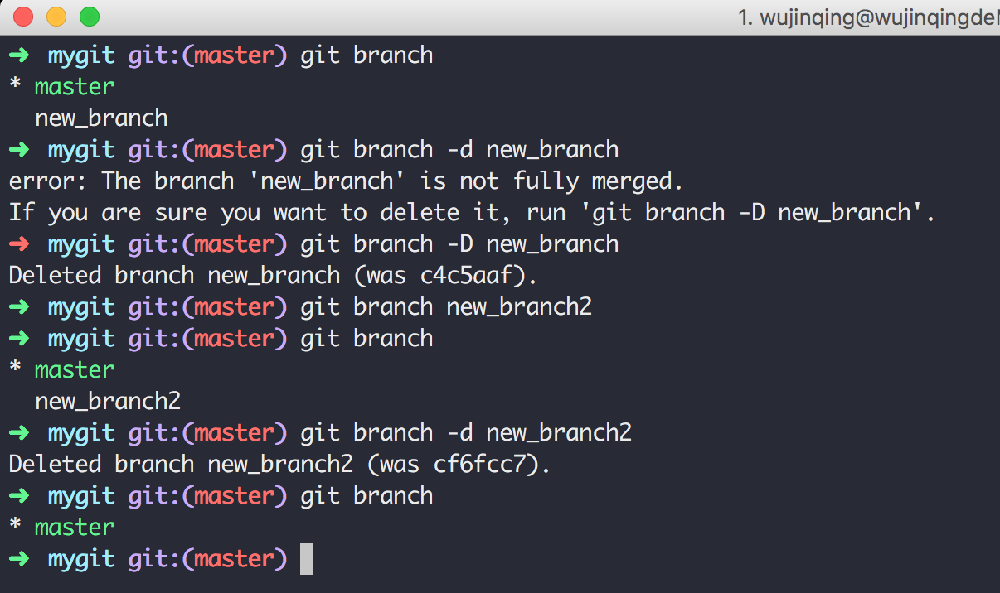 1. wujinqing@wujinqingdeM
➜ mygit git:(master) git branch
* master
  new_branch
➜ mygit git:(master) git branch -d new_branch
error: The branch 'new_branch' is not fully merged.
If you are sure you want to delete it, run 'git branch -D new_branch'.
➜ mygit git:(master) git branch -D new_branch
Deleted branch new_branch (was c4c5aaf).
➜ mygit git:(master) git branch new_branch2
➜ mygit git:(master) git branch
* master
  new_branch2
➜ mygit git:(master) git branch -d new_branch2
Deleted branch new_branch2 (was cf6fcc7).
➜ mygit git:(master) git branch
* master
➜ mygit git:(master)